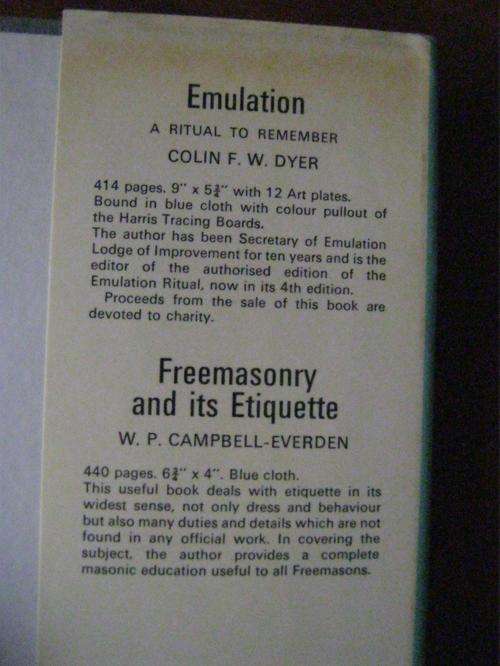 Emulation
A RITUAL TO REMEMBER
COLIN F. W. DYER
414 pages. 9" x 5¾" with 12 Art plates.
Bound in blue cloth with colour pullout of
the Harris Tracing Boards.
The author has been Secretary of Emulation
Lodge of Improvement for ten years and is the
editor of the authorised edition of the
Emulation Ritual, now in its 4th edition.
Proceeds from the sale of this book are
devoted to charity.
Freemasonry
and its Etiquette
W. P. CAMPBELL-EVERDEN
440 pages. 6¾" x 4". Blue cloth.
This useful book deals with etiquette in its
widest sense, not only dress and behaviour
but also many duties and details which are not
found in any official work. In covering the
subject, the author provides a complete
masonic education useful to all Freemasons.